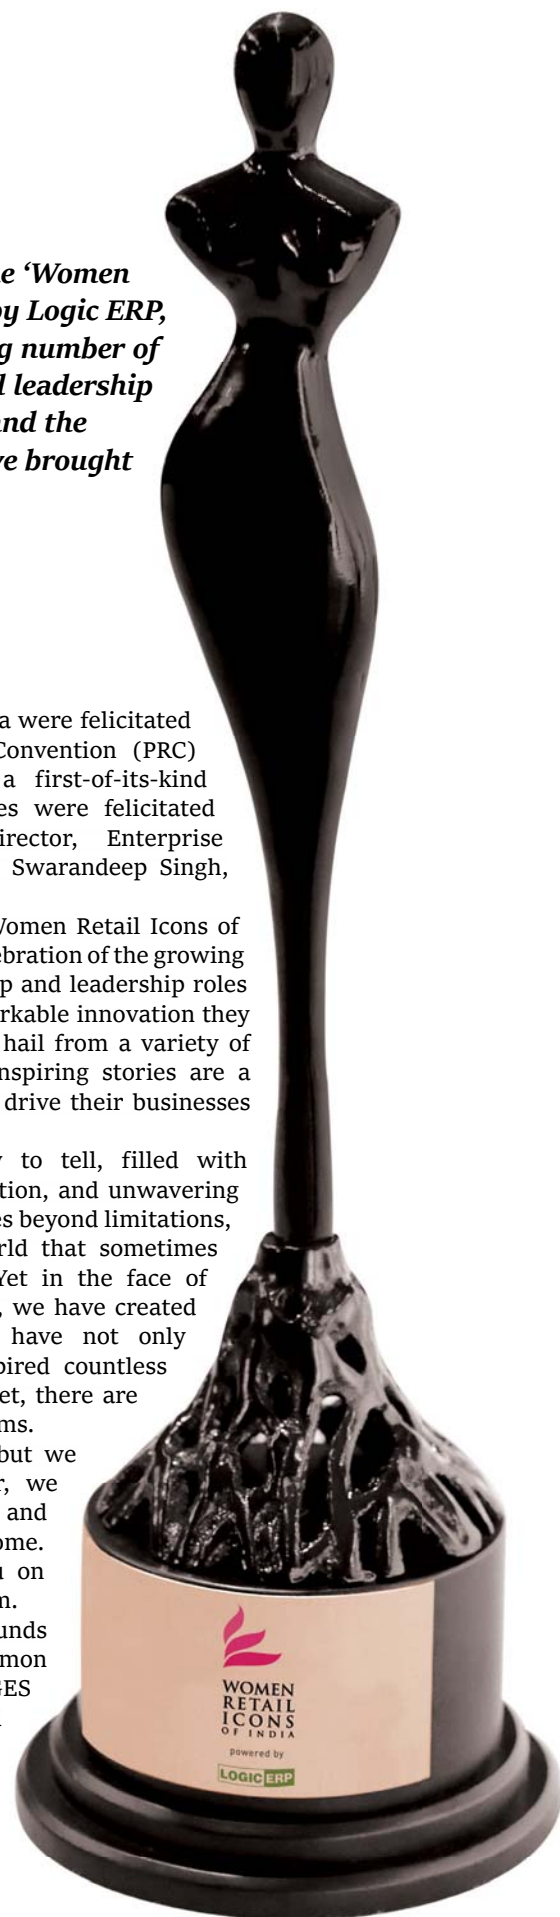 e ‘Women
by Logic ERP,
g number of
l leadership
and the
ve brought
a were felicitated
Convention (PRC)
a first-of-its-kind
es were felicitated
irector, Enterprise
Swarandeep Singh,
Women Retail Icons of
ebration of the growing
p and leadership roles
arkable innovation they
hail from a variety of
nspiring stories are a
drive their businesses
y to tell, filled with
tion, and unwavering
es beyond limitations,
rld that sometimes
Yet in the face of
, we have created
have not only
pired countless
et, there are
ms.
but we
r, we
and
ome.
u on
m.
unds
mon
GES
WOMEN
RETAIL
ICONS
OF INDIA
powered by
LOGIC ERP